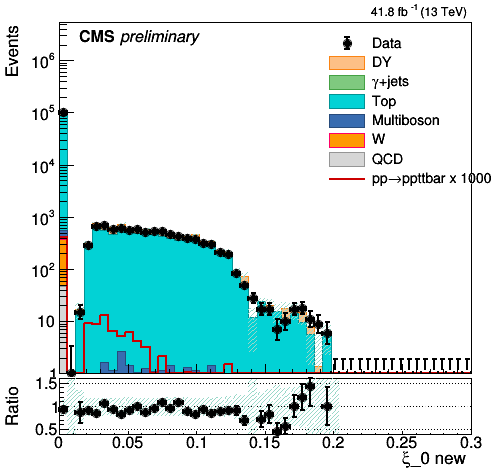 41.8 fb⁻¹ (13 TeV)
CMS preliminary
Events
10⁶
10⁵
10⁴
10³
10²
10
1
Data
DY
γ+jets
Top
Multiboson
W
QCD
pp→ppttbar x 1000
Ratio
1.5
1
0.5
0 0.05 0.1 0.15 0.2 0.25 0.3
ξ_0 new